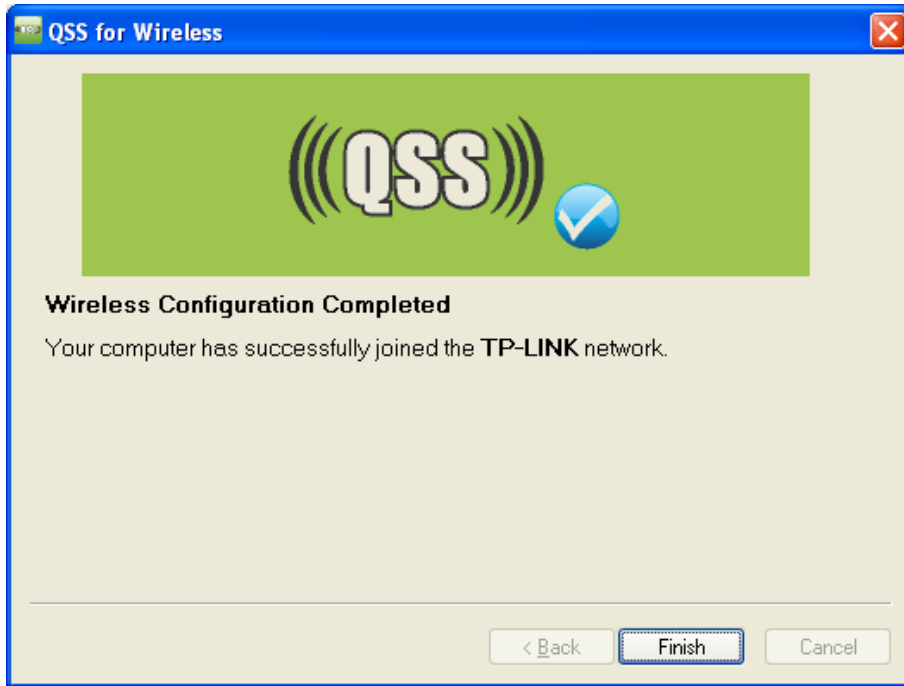 QSS for Wireless
(((QSS)))
Wireless Configuration Completed
Your computer has successfully joined the TP-LINK network.
< Back Finish Cancel